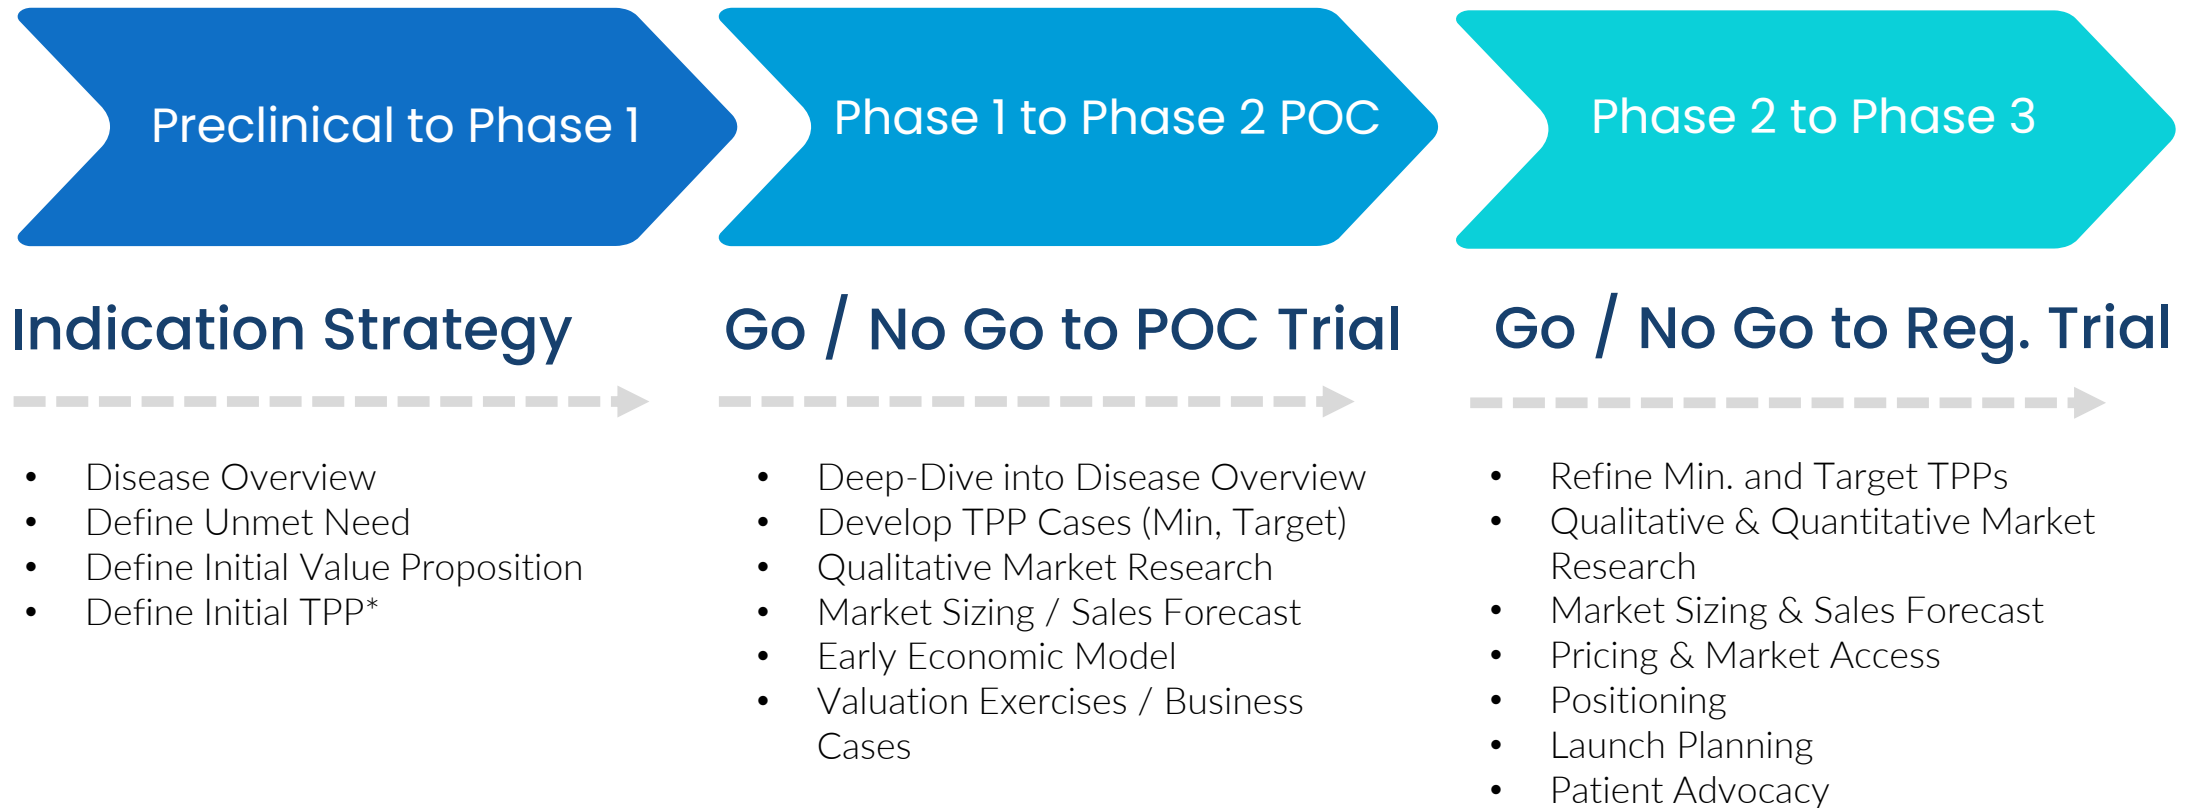 Preclinical to Phase 1
Phase 1 to Phase 2 POC
Phase 2 to Phase 3
Indication Strategy
• Disease Overview
• Define Unmet Need
• Define Initial Value Proposition
• Define Initial TPP*
Go / No Go to POC Trial
• Deep-Dive into Disease Overview
• Develop TPP Cases (Min, Target)
• Qualitative Market Research
• Market Sizing / Sales Forecast
• Early Economic Model
• Valuation Exercises / Business
Cases
Go / No Go to Reg. Trial
• Refine Min. and Target TPPs
• Qualitative & Quantitative Market
Research
• Market Sizing & Sales Forecast
• Pricing & Market Access
• Positioning
• Launch Planning
• Patient Advocacy